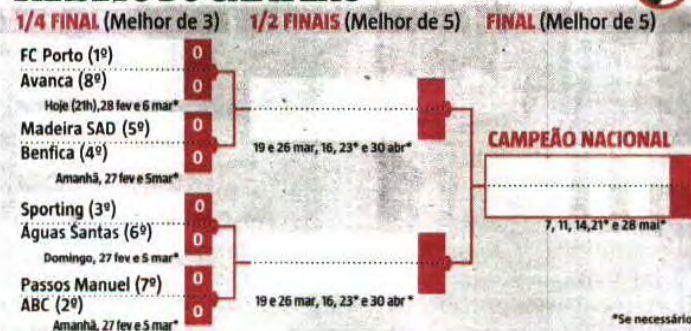 1/4 FINAL (Melhor de 3) 1/2 FINAIS (Melhor de 5) FINAL (Melhor de 5)
FC Porto (1º) 0
Avanca (8º) 0
Hoje (21h), 28 fev e 6 mar*
Madeira SAD (5º) 0
Benfica (4º) 0
Amanhã, 27 fev e 5mar*
19 e 26 mar, 16, 23* e 30 abr*
Sporting (3º) 0
Águas Santas (6º) 0
Domingo, 27 fev e 5 mar*
Passos Manuel (7º) 0
ABC (2º) 0
Amanhã, 27 fev e 5 mar*
19 e 26 mar, 16, 23* e 30 abr*
CAMPEÃO NACIONAL
7, 11, 14, 21* e 28 mai*
*Se necessário